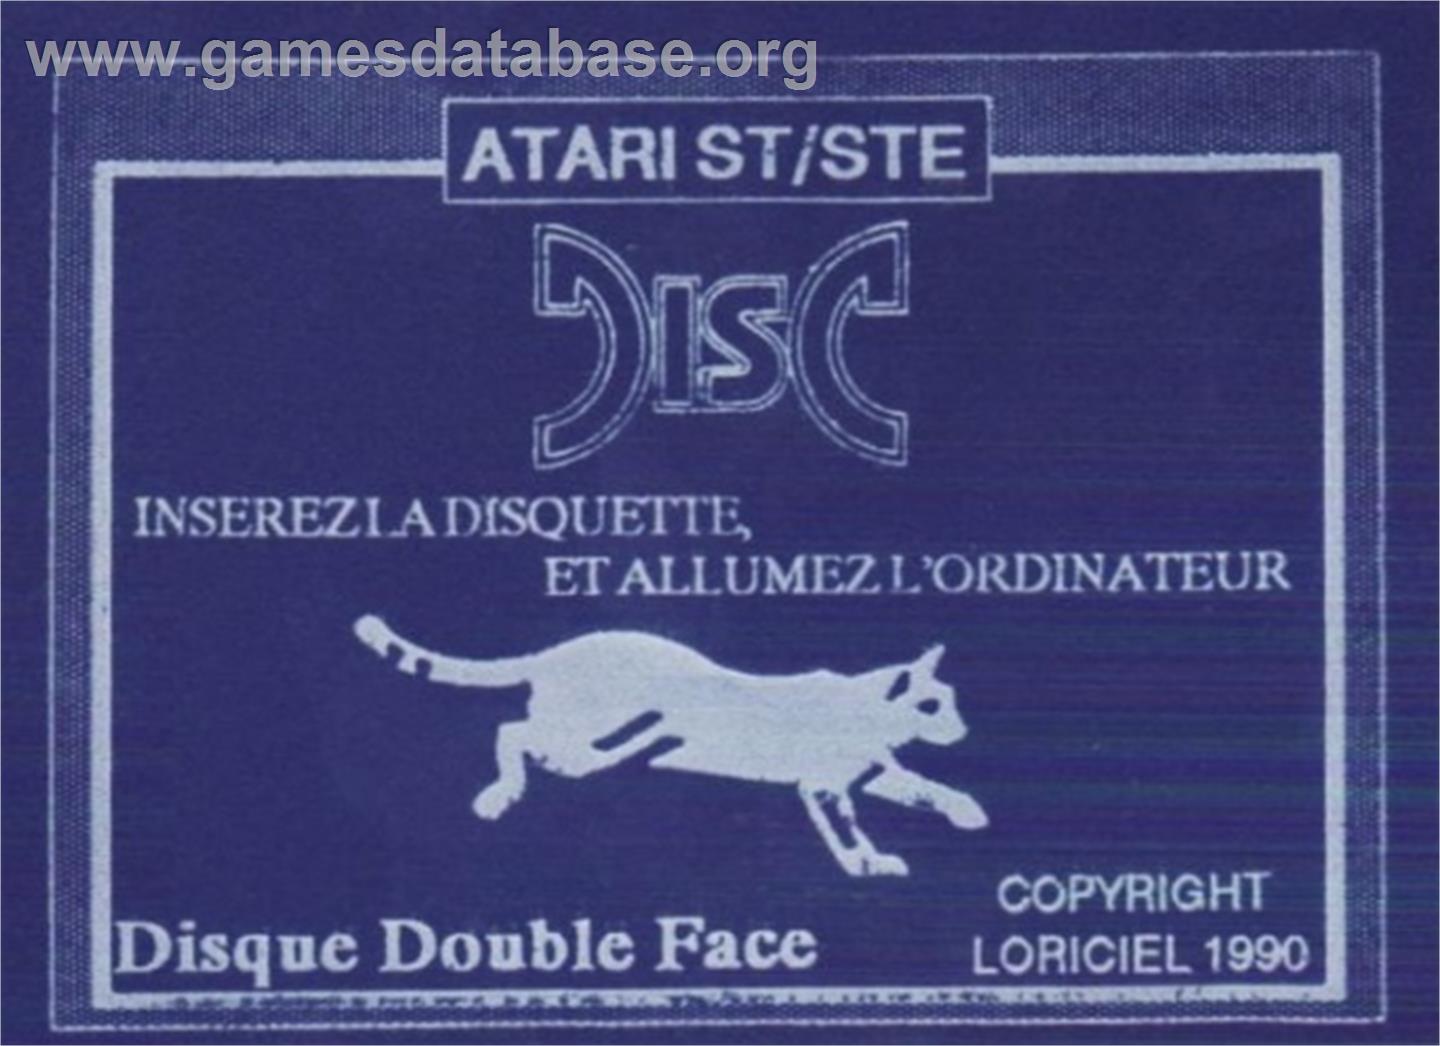 www.gamesdatabase.org
ATARI ST/STE
DISC
INSEREZ LA DISQUETTE,
ET ALLUMEZ L'ORDINATEUR
COPYRIGHT
Disque Double Face
LORICIEL 1990